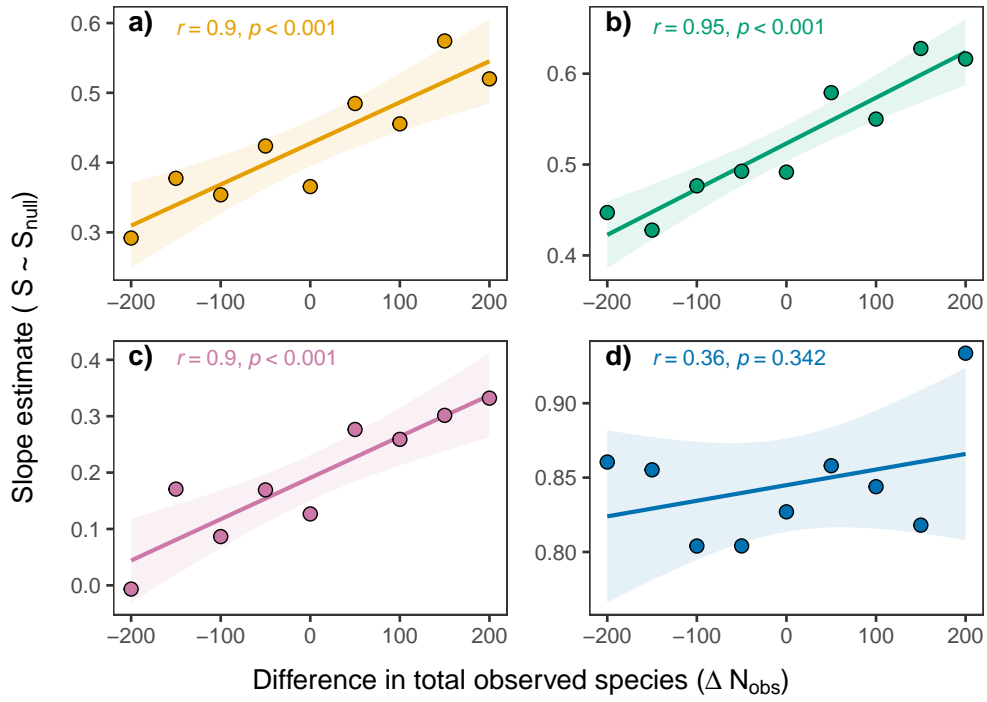 a) r = 0.9, p < 0.001
0.6
0.5
0.4
0.3
−200 −100 0 100 200
b) r = 0.95, p < 0.001
0.6
0.5
0.4
−200 −100 0 100 200
c) r = 0.9, p < 0.001
0.4
0.3
0.2
0.1
0.0
−200 −100 0 100 200
d) r = 0.36, p = 0.342
0.90
0.85
0.80
−200 −100 0 100 200
Slope estimate ( S ~ S_null)
Difference in total observed species (Δ N_obs)